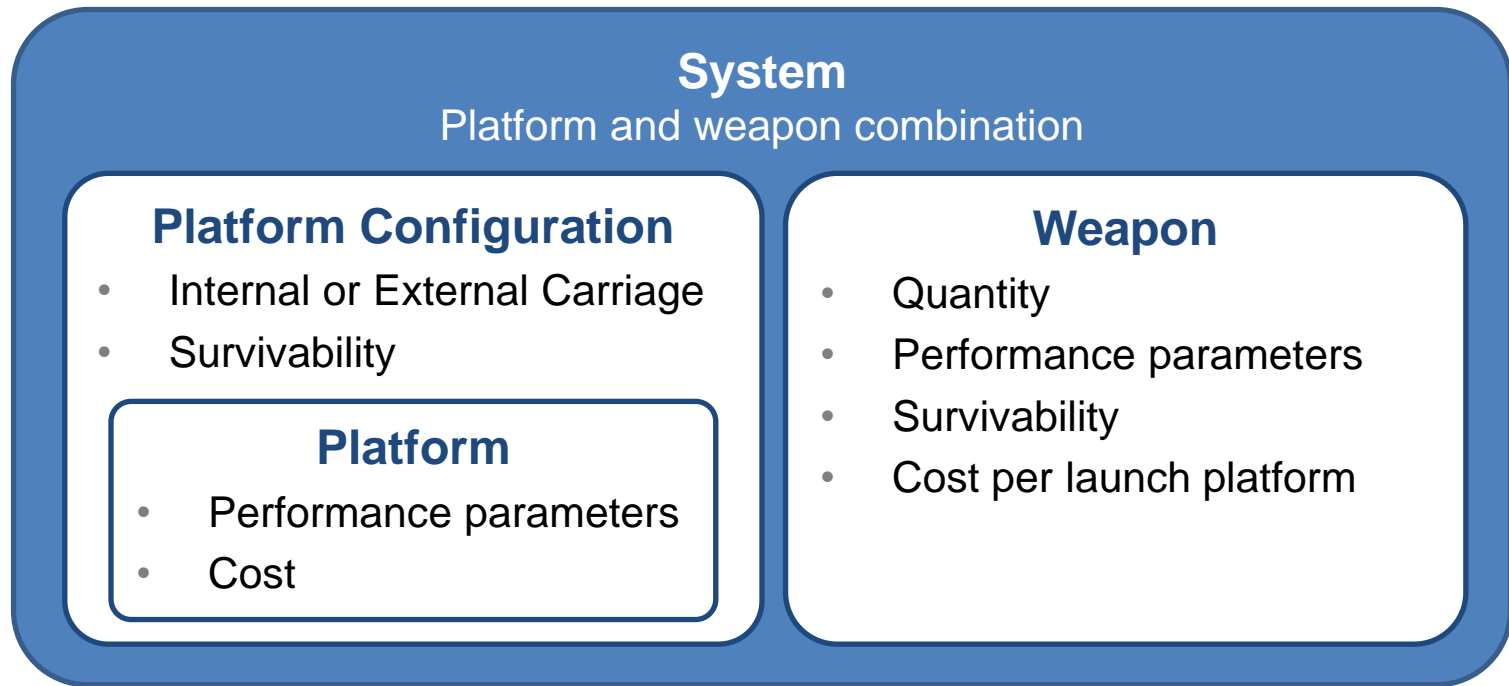 System
Platform and weapon combination
Platform Configuration
• Internal or External Carriage
• Survivability
Platform
• Performance parameters
• Cost
Weapon
• Quantity
• Performance parameters
• Survivability
• Cost per launch platform